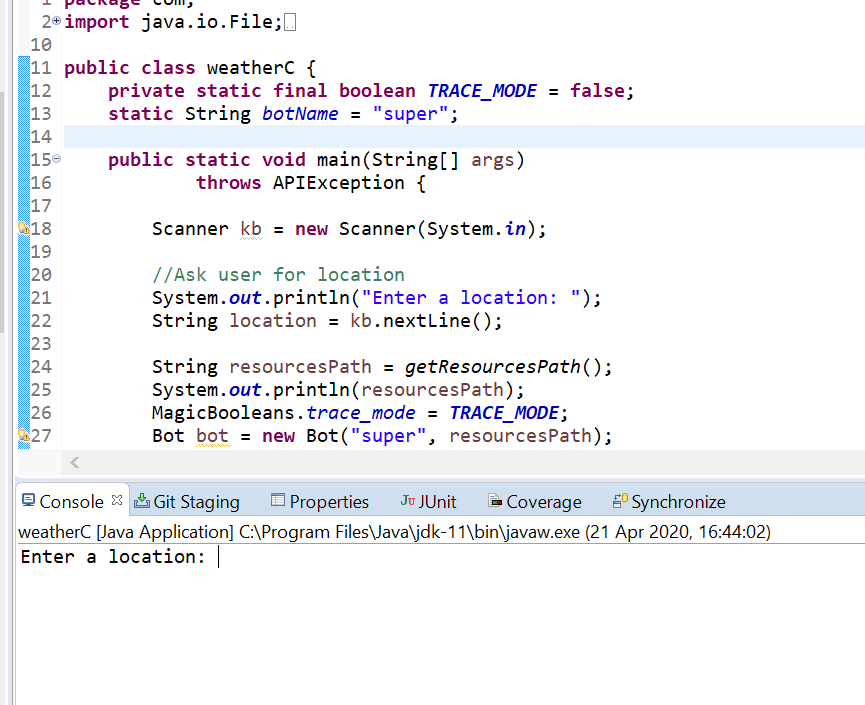 1 package com;
2 import java.io.File;
10
11 public class weatherC {
12 private static final boolean TRACE_MODE = false;
13 static String botName = "super";
14
15 public static void main(String[] args)
16 throws APIException {
17
18 Scanner kb = new Scanner(System.in);
19
20 //Ask user for location
21 System.out.println("Enter a location: ");
22 String location = kb.nextLine();
23
24 String resourcesPath = getResourcesPath();
25 System.out.println(resourcesPath);
26 MagicBooleans.trace_mode = TRACE_MODE;
27 Bot bot = new Bot("super", resourcesPath);
Console Git Staging Properties JUnit Coverage Synchronize
weatherC [Java Application] C:\Program Files\Java\jdk-11\bin\javaw.exe (21 Apr 2020, 16:44:02)
Enter a location: